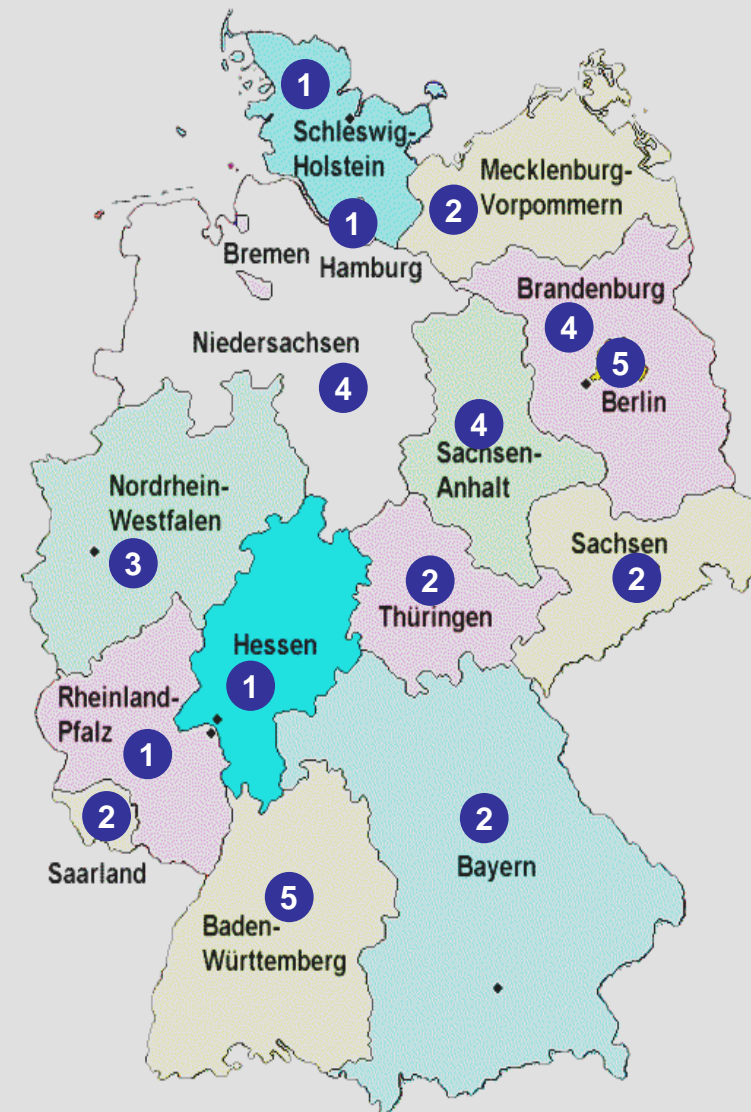 1
Schleswig-
Holstein
Mecklenburg-
2
Vorpommern
1
Bremen
Hamburg
Brandenburg
4
Niedersachsen
5
4
Berlin
4
Sachsen-
Anhalt
Nordrhein-
Westfalen
3
Sachsen
2
2
Thüringen
Hessen
1
Rheinland-
Pfalz
1
2
Saarland
2
Bayern
5
Baden-
Württemberg